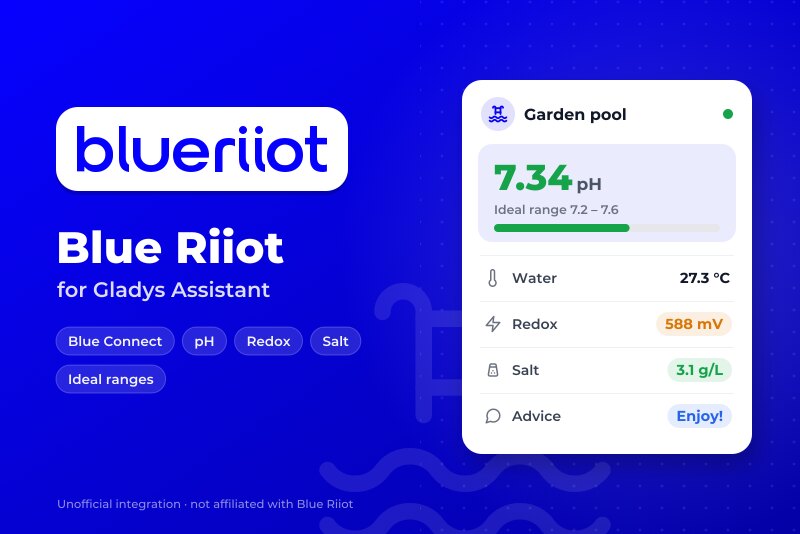 blueriiot
Blue Riiot
for Gladys Assistant
Blue Connect
pH
Redox
Salt
Ideal ranges
Unofficial integration · not affiliated with Blue Riiot
Garden pool
7.34 pH
Ideal range 7.2 – 7.6
Water 27.3 °C
Redox 588 mV
Salt 3.1 g/L
Advice Enjoy!